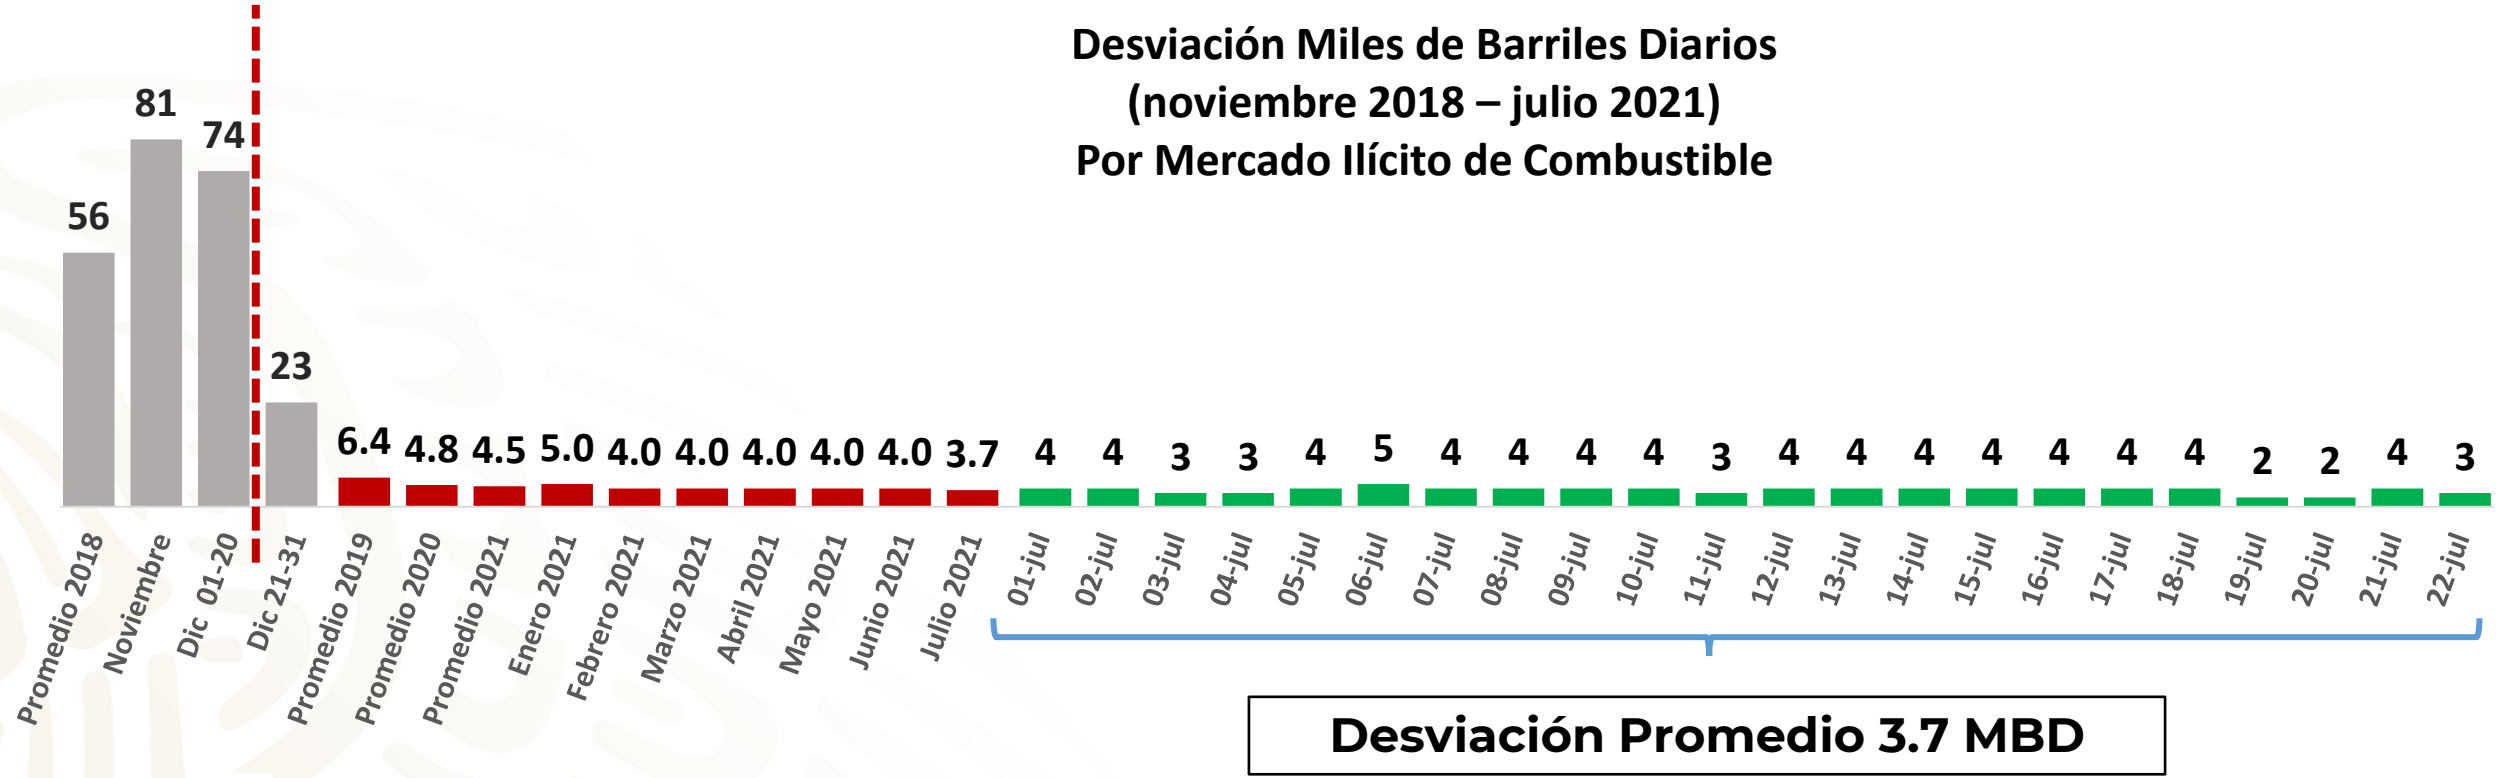 Desviación Miles de Barriles Diarios
(noviembre 2018 – julio 2021)
Por Mercado Ilícito de Combustible
56
81
74
23
6.4
4.8
4.5
5.0
4.0
4.0
4.0
4.0
4.0
3.7
4
4
3
3
4
5
4
4
4
4
3
4
4
4
4
4
4
4
2
2
4
3
Promedio 2018
Noviembre
Dic 01-20
Dic 21-31
Promedio 2019
Promedio 2020
Promedio 2021
Enero 2021
Febrero 2021
Marzo 2021
Abril 2021
Mayo 2021
Junio 2021
Julio 2021
01-jul
02-jul
03-jul
04-jul
05-jul
06-jul
07-jul
08-jul
09-jul
10-jul
11-jul
12-jul
13-jul
14-jul
15-jul
16-jul
17-jul
18-jul
19-jul
20-jul
21-jul
22-jul
Desviación Promedio 3.7 MBD